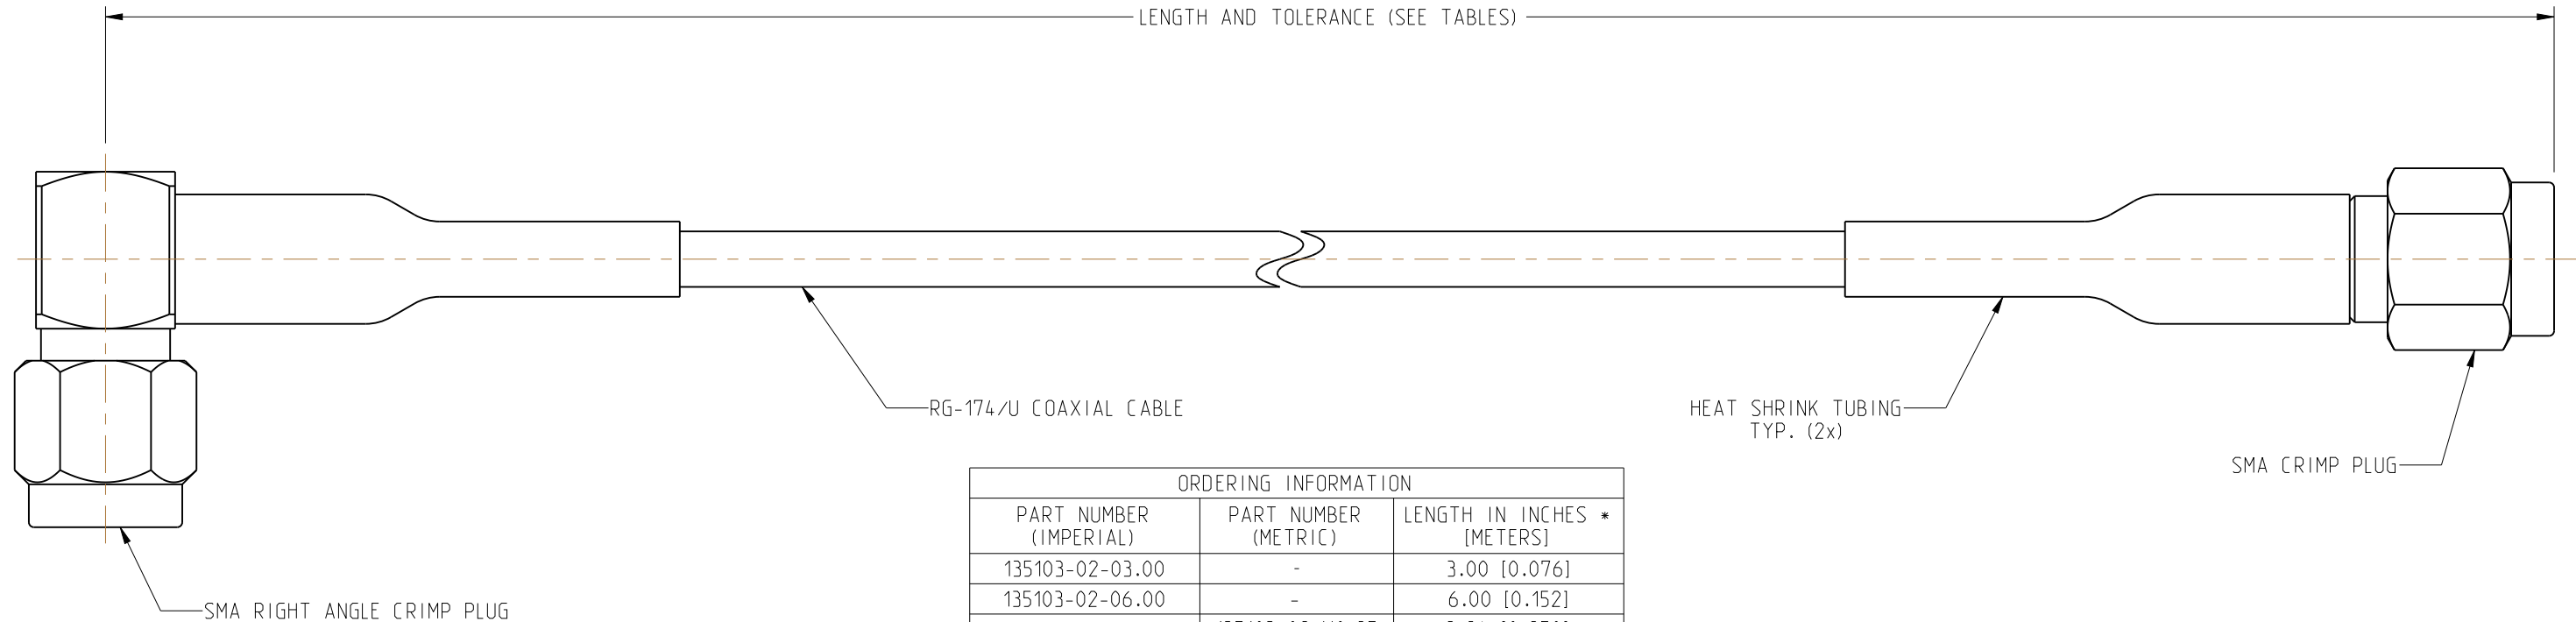 LENGTH AND TOLERANCE (SEE TABLES)
RG-174/U COAXIAL CABLE
HEAT SHRINK TUBING
TYP. (2x)
SMA CRIMP PLUG
SMA RIGHT ANGLE CRIMP PLUG
ORDERING INFORMATION
PART NUMBER (IMPERIAL) PART NUMBER (METRIC) LENGTH IN INCHES * [METERS]
135103-02-03.00 - 3.00 [0.076]
135103-02-06.00 - 6.00 [0.152]